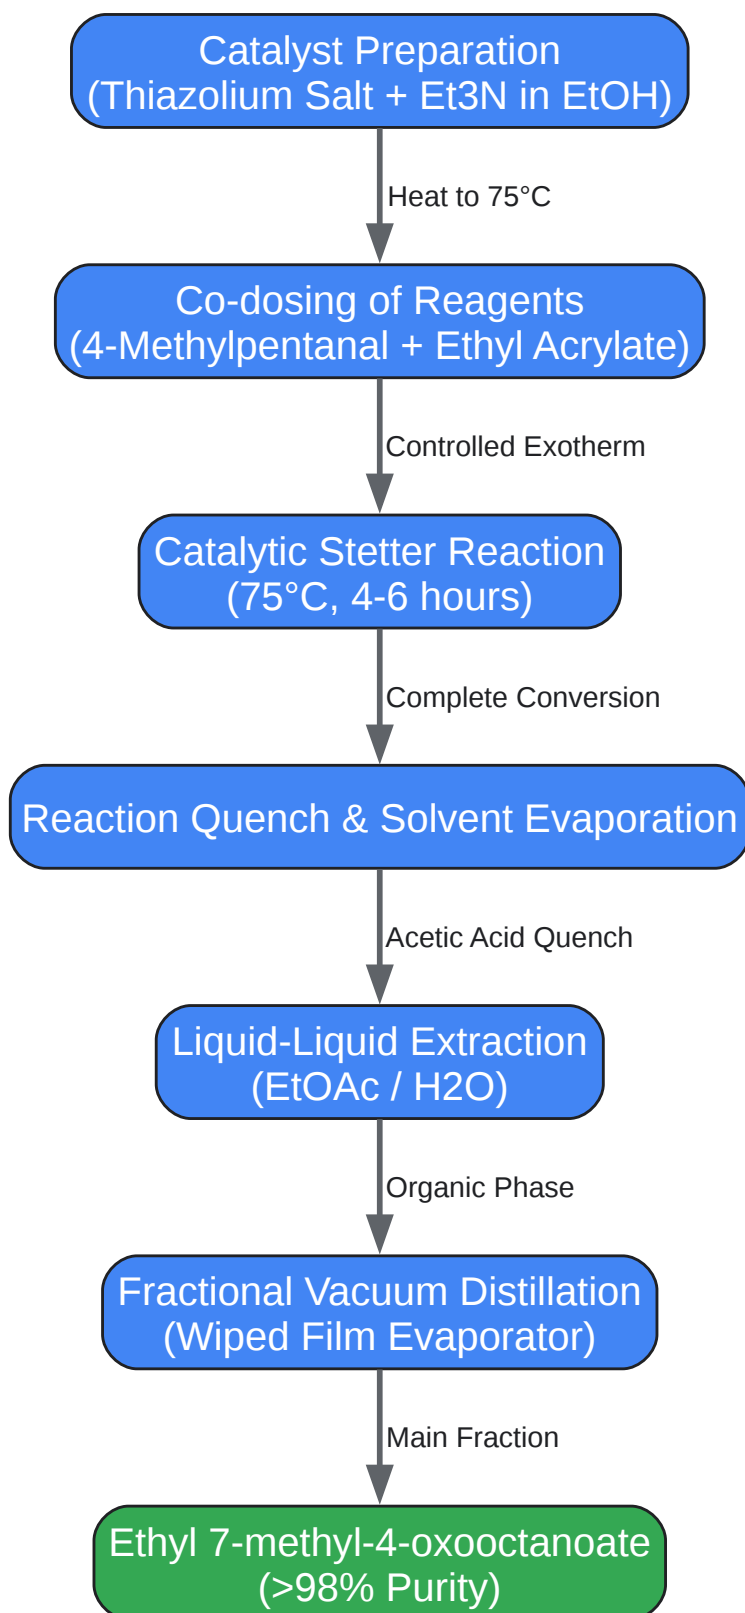 Catalyst Preparation
(Thiazolium Salt + Et3N in EtOH)
Heat to 75°C
Co-dosing of Reagents
(4-Methylpentanal + Ethyl Acrylate)
Controlled Exotherm
Catalytic Stetter Reaction
(75°C, 4-6 hours)
Complete Conversion
Reaction Quench & Solvent Evaporation
Acetic Acid Quench
Liquid-Liquid Extraction
(EtOAc / H2O)
Organic Phase
Fractional Vacuum Distillation
(Wiped Film Evaporator)
Main Fraction
Ethyl 7-methyl-4-oxooctanoate
(>98% Purity)